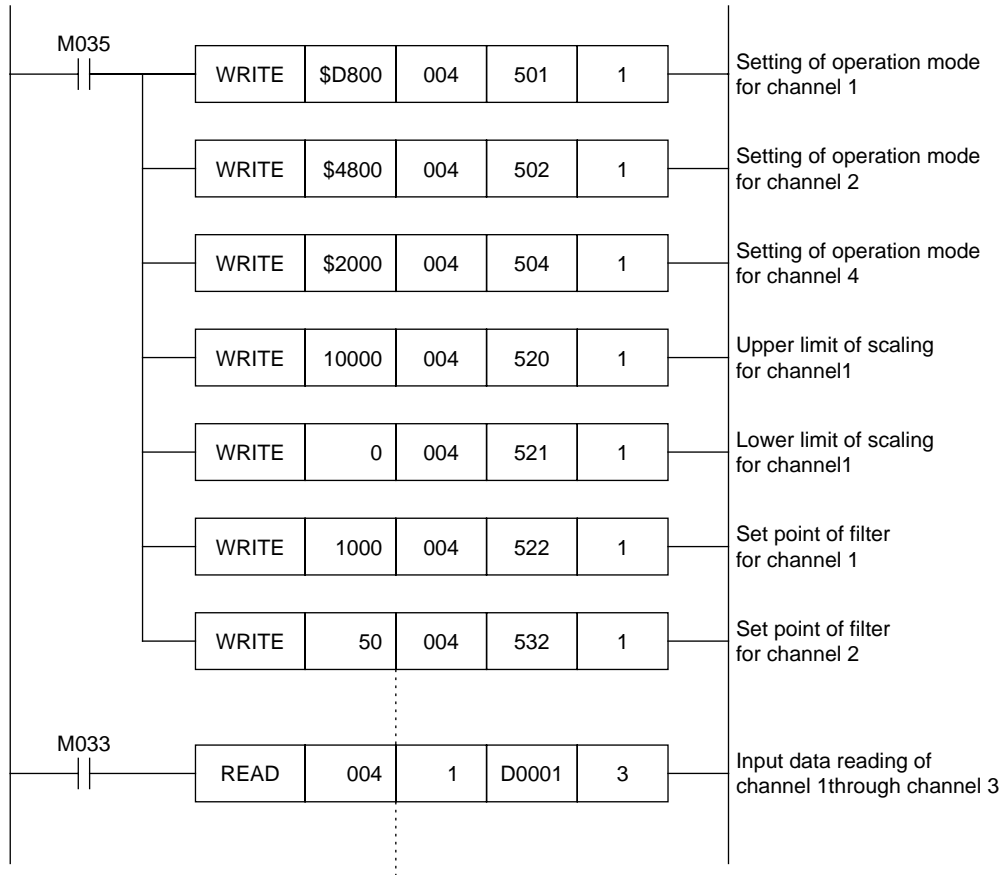 M035
WRITE $D800 004 501 1
Setting of operation mode
for channel 1
WRITE $4800 004 502 1
Setting of operation mode
for channel 2
WRITE $2000 004 504 1
Setting of operation mode
for channel 4
WRITE 10000 004 520 1
Upper limit of scaling
for channel1
WRITE 0 004 521 1
Lower limit of scaling
for channel1
WRITE 1000 004 522 1
Set point of filter
for channel 1
WRITE 50 004 532 1
Set point of filter
for channel 2
M033
READ 004 1 D0001 3
Input data reading of
channel 1through channel 3